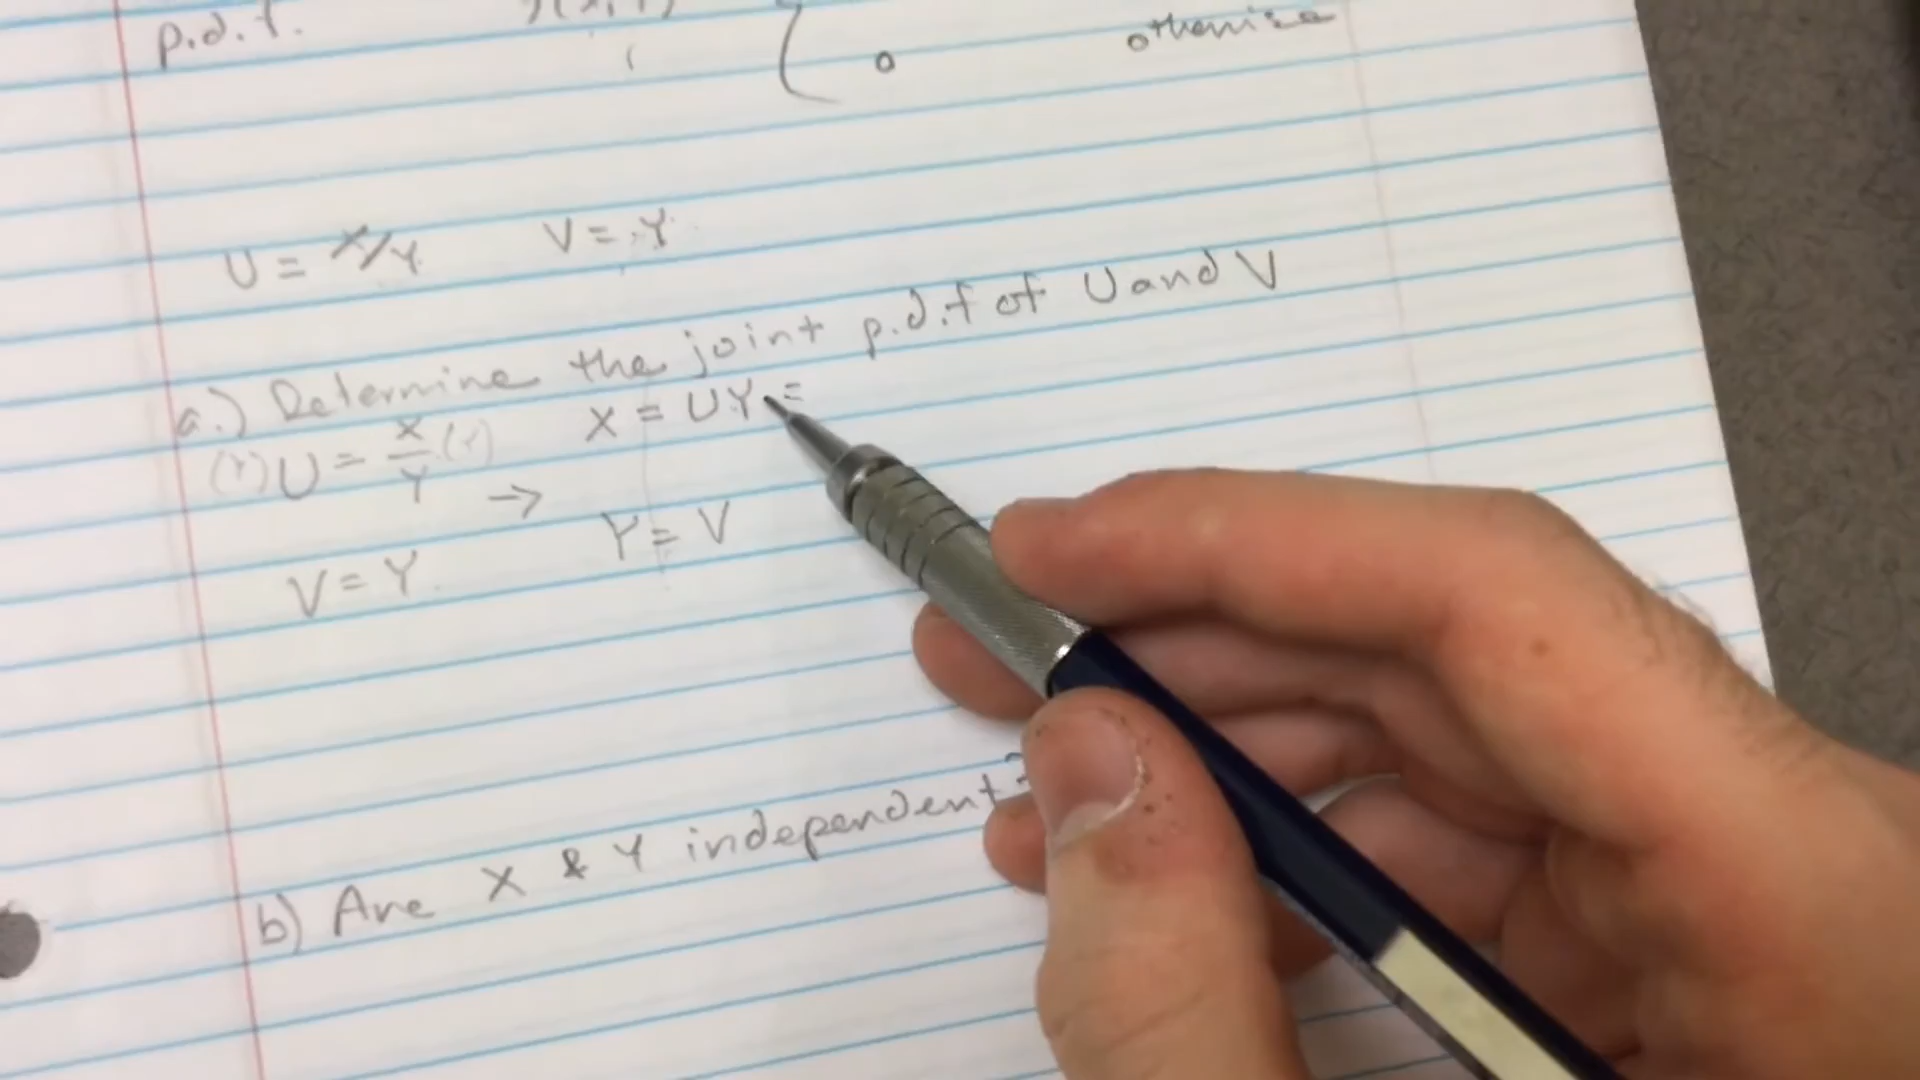 p.d.f.
0 otherwise
U = X/Y V = Y
a.) Determine the joint p.d.f of U and V
(Y) U = X/Y (Y) → X = UY =
V = Y Y = V
b) Are X & Y independent?